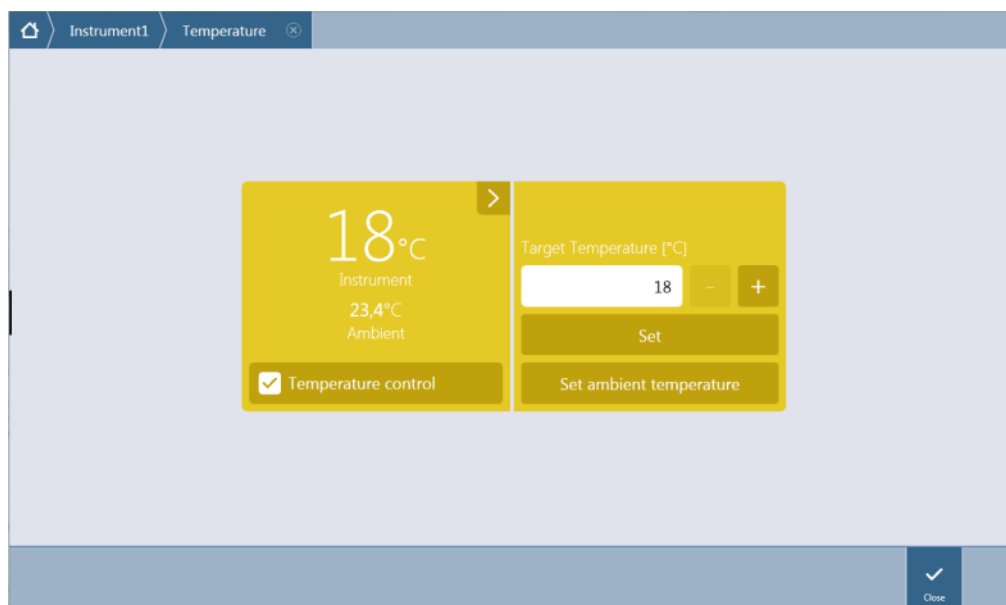 Instrument1
Temperature
18°C
Instrument
23,4°C
Ambient
Temperature control
Target Temperature [°C]
18
-
+
Set
Set ambient temperature
Close